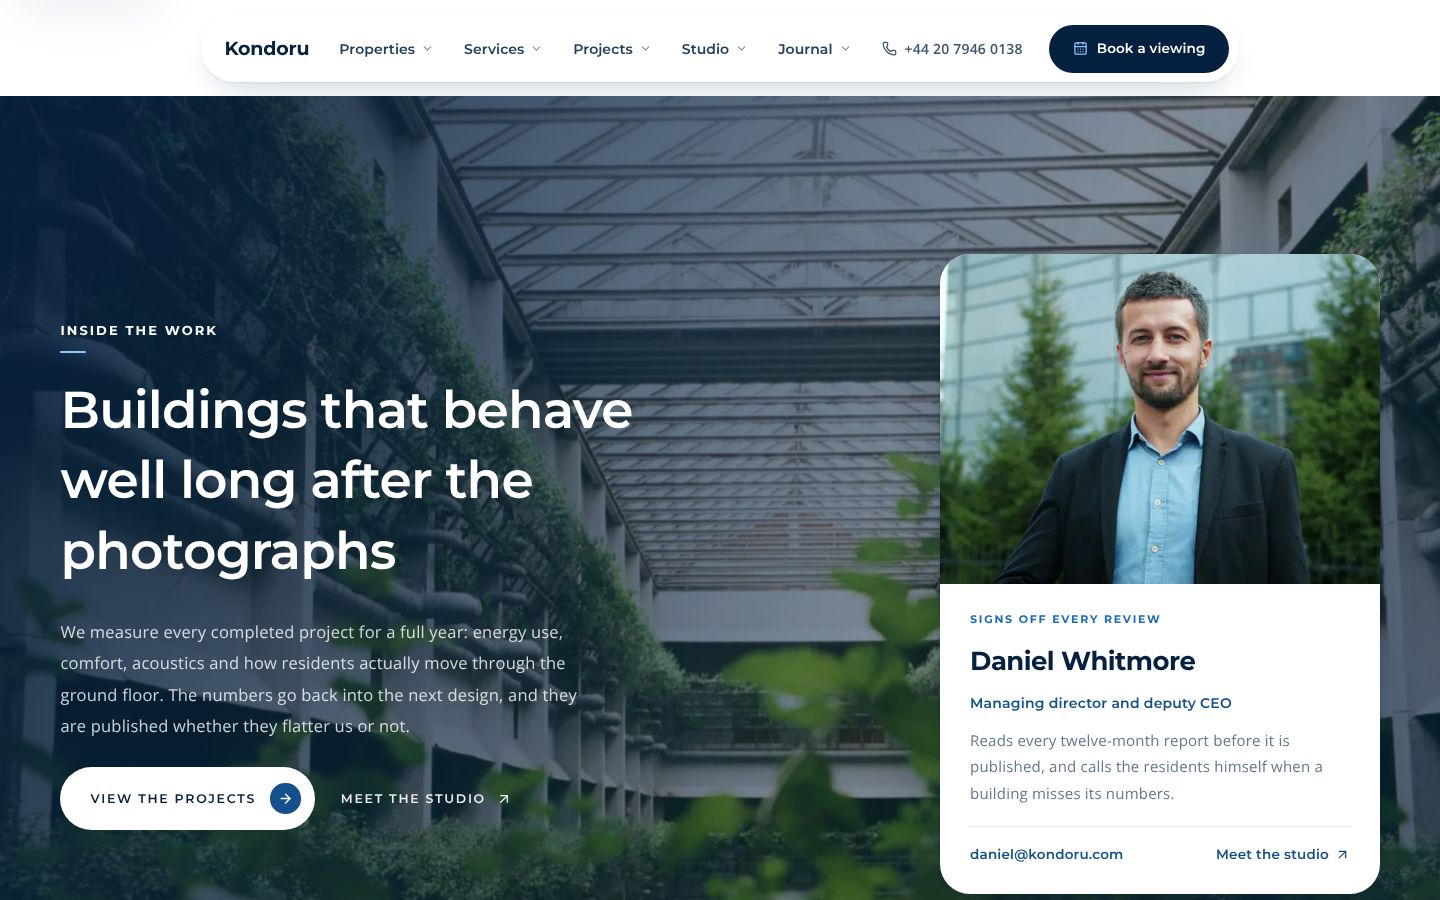 Kondoru
Properties
Services
Projects
Studio
Journal
+44 20 7946 0138
Book a viewing
INSIDE THE WORK
Buildings that behave
well long after the
photographs
We measure every completed project for a full year: energy use,
comfort, acoustics and how residents actually move through the
ground floor. The numbers go back into the next design, and they
are published whether they flatter us or not.
VIEW THE PROJECTS
MEET THE STUDIO
SIGNS OFF EVERY REVIEW
Daniel Whitmore
Managing director and deputy CEO
Reads every twelve-month report before it is
published, and calls the residents himself when a
building misses its numbers.
daniel@kondoru.com
Meet the studio